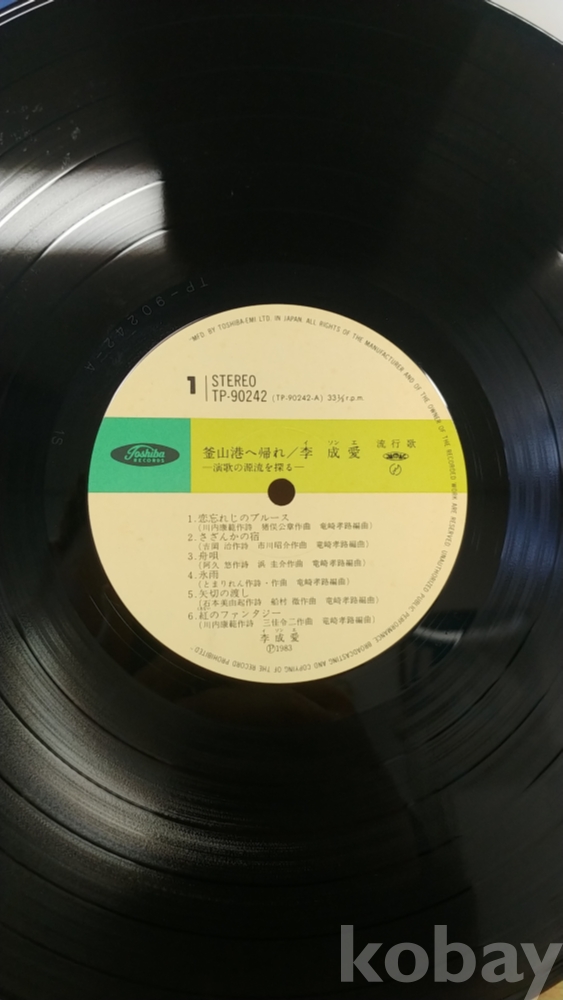 TP-90242-A
1S
"MFD. BY TOSHIBA-EMI LTD. IN JAPAN. ALL RIGHTS OF THE MANUFACTURER AND OF THE OWNER OF THE RECORDED WORK ARE RESERVED. UNAUTHORIZED PUBLIC PERFORMANCE, BROADCASTING AND COPYING OF THE RECORD PROHIBITED"
1 STEREO
TP-90242 (TP-90242-A) 33⅓r.p.m.
Toshiba
RECORDS
イ ソン エ
釜山港へ帰れ/李 成 愛 流行歌
—演歌の源流を探る—
1.恋忘れじのブルース
(川内康範作詩 猪俣公章作曲 竜崎孝路編曲)
2.さざんかの宿
(吉岡 治作詩 市川昭介作曲 竜崎孝路編曲)
3.舟唄
(阿久 悠作詩 浜 圭介作曲 竜崎孝路編曲)
4.氷雨
(とまりれん作詩・作曲 竜崎孝路編曲)
5.矢切の渡し
(石本美由起作詩 船村 徹作曲 竜崎孝路編曲)
6.紅のファンタジー
(川内康範作詩 三佳令二作曲 竜崎孝路編曲)
イ ソン エ
李 成 愛
Ⓟ1983
kobay